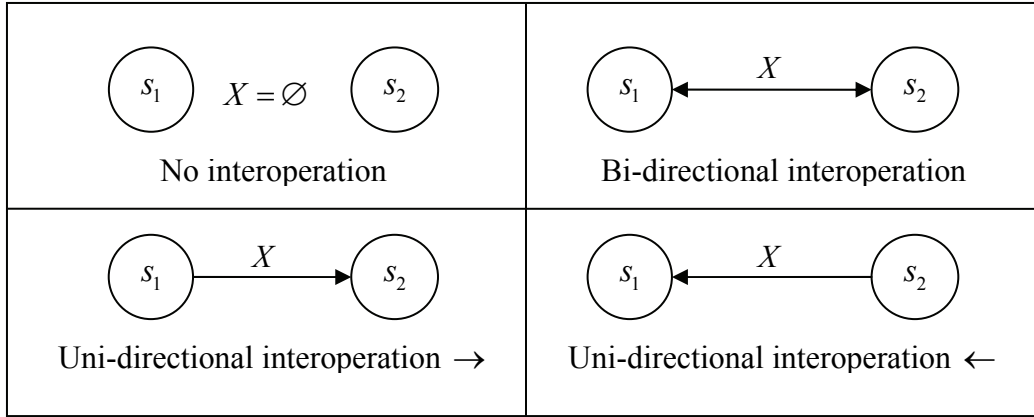 s₁ X = ∅ s₂
No interoperation
X
s₁ s₂
Bi-directional interoperation
X
s₁ s₂
Uni-directional interoperation →
X
s₁ s₂
Uni-directional interoperation ←